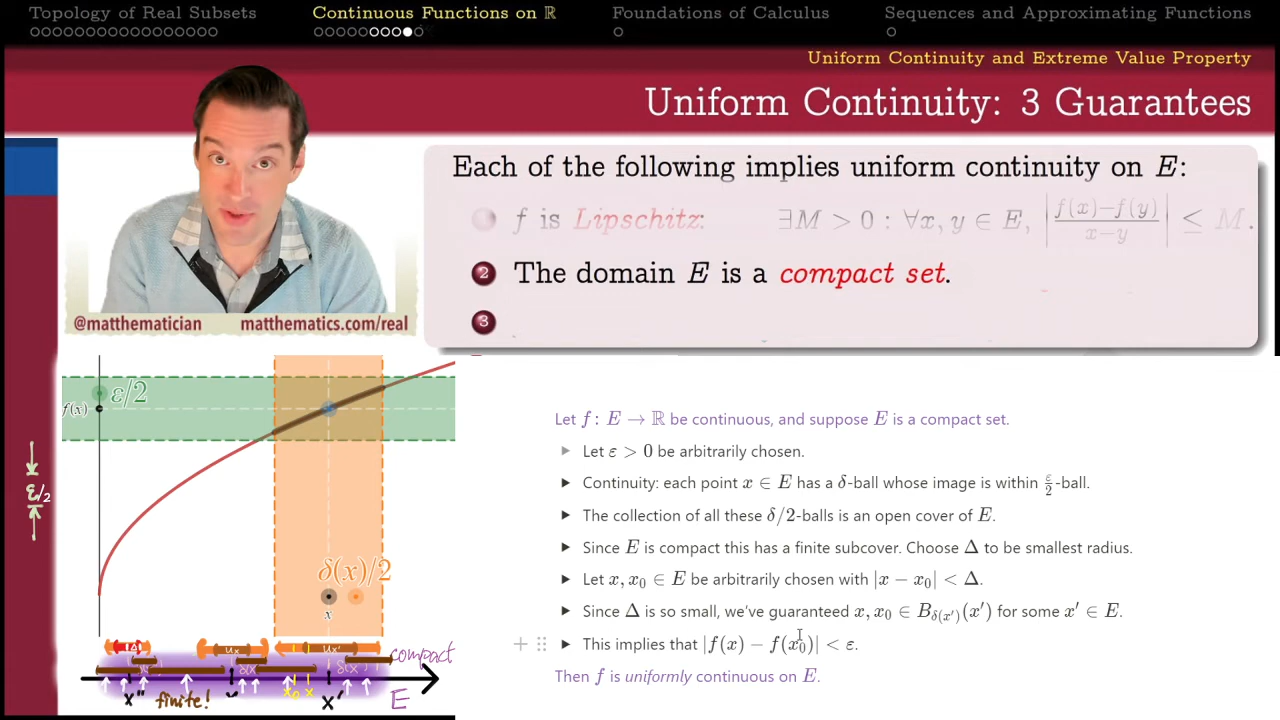 Topology of Real Subsets Continuous Functions on ℝ Foundations of Calculus Sequences and Approximating Functions
Uniform Continuity and Extreme Value Property
Uniform Continuity: 3 Guarantees
Each of the following implies uniform continuity on E:
f is Lipschitz: ∃M > 0 : ∀x, y ∈ E, |f(x)−f(y) / x−y| ≤ M.
2 The domain E is a compact set.
3
@matthematician matthematics.com/real
ε/2
f(x)
ε/2
δ(x)/2
x
Let f: E → ℝ be continuous, and suppose E is a compact set.
Let ε > 0 be arbitrarily chosen.
Continuity: each point x ∈ E has a δ-ball whose image is within ε/2-ball.
The collection of all these δ/2-balls is an open cover of E.
Since E is compact this has a finite subcover. Choose Δ to be smallest radius.
Let x, x₀ ∈ E be arbitrarily chosen with |x − x₀| < Δ.
Since Δ is so small, we've guaranteed x, x₀ ∈ B_δ(x′)(x′) for some x′ ∈ E.
This implies that |f(x) − f(x₀)| < ε.
Then f is uniformly continuous on E.
Δ Ux Ux' compact
x₀ x
x" finite! x' E